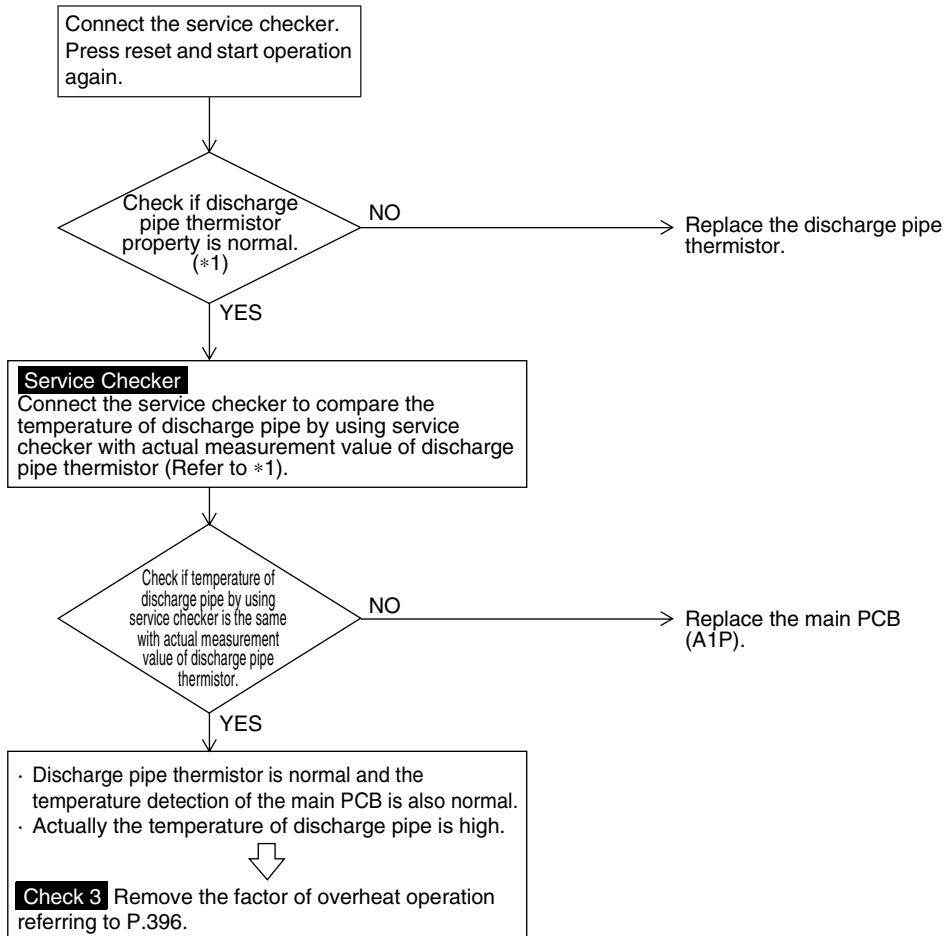 Connect the service checker.
Press reset and start operation
again.
Check if discharge
pipe thermistor
property is normal.
(*1)
NO
Replace the discharge pipe
thermistor.
YES
Service Checker
Connect the service checker to compare the
temperature of discharge pipe by using service
checker with actual measurement value of discharge
pipe thermistor (Refer to *1).
Check if temperature of
discharge pipe by using
service checker is the same
with actual measurement
value of discharge pipe
thermistor.
NO
Replace the main PCB
(A1P).
YES
· Discharge pipe thermistor is normal and the
temperature detection of the main PCB is also normal.
· Actually the temperature of discharge pipe is high.
Check 3 Remove the factor of overheat operation
referring to P.396.